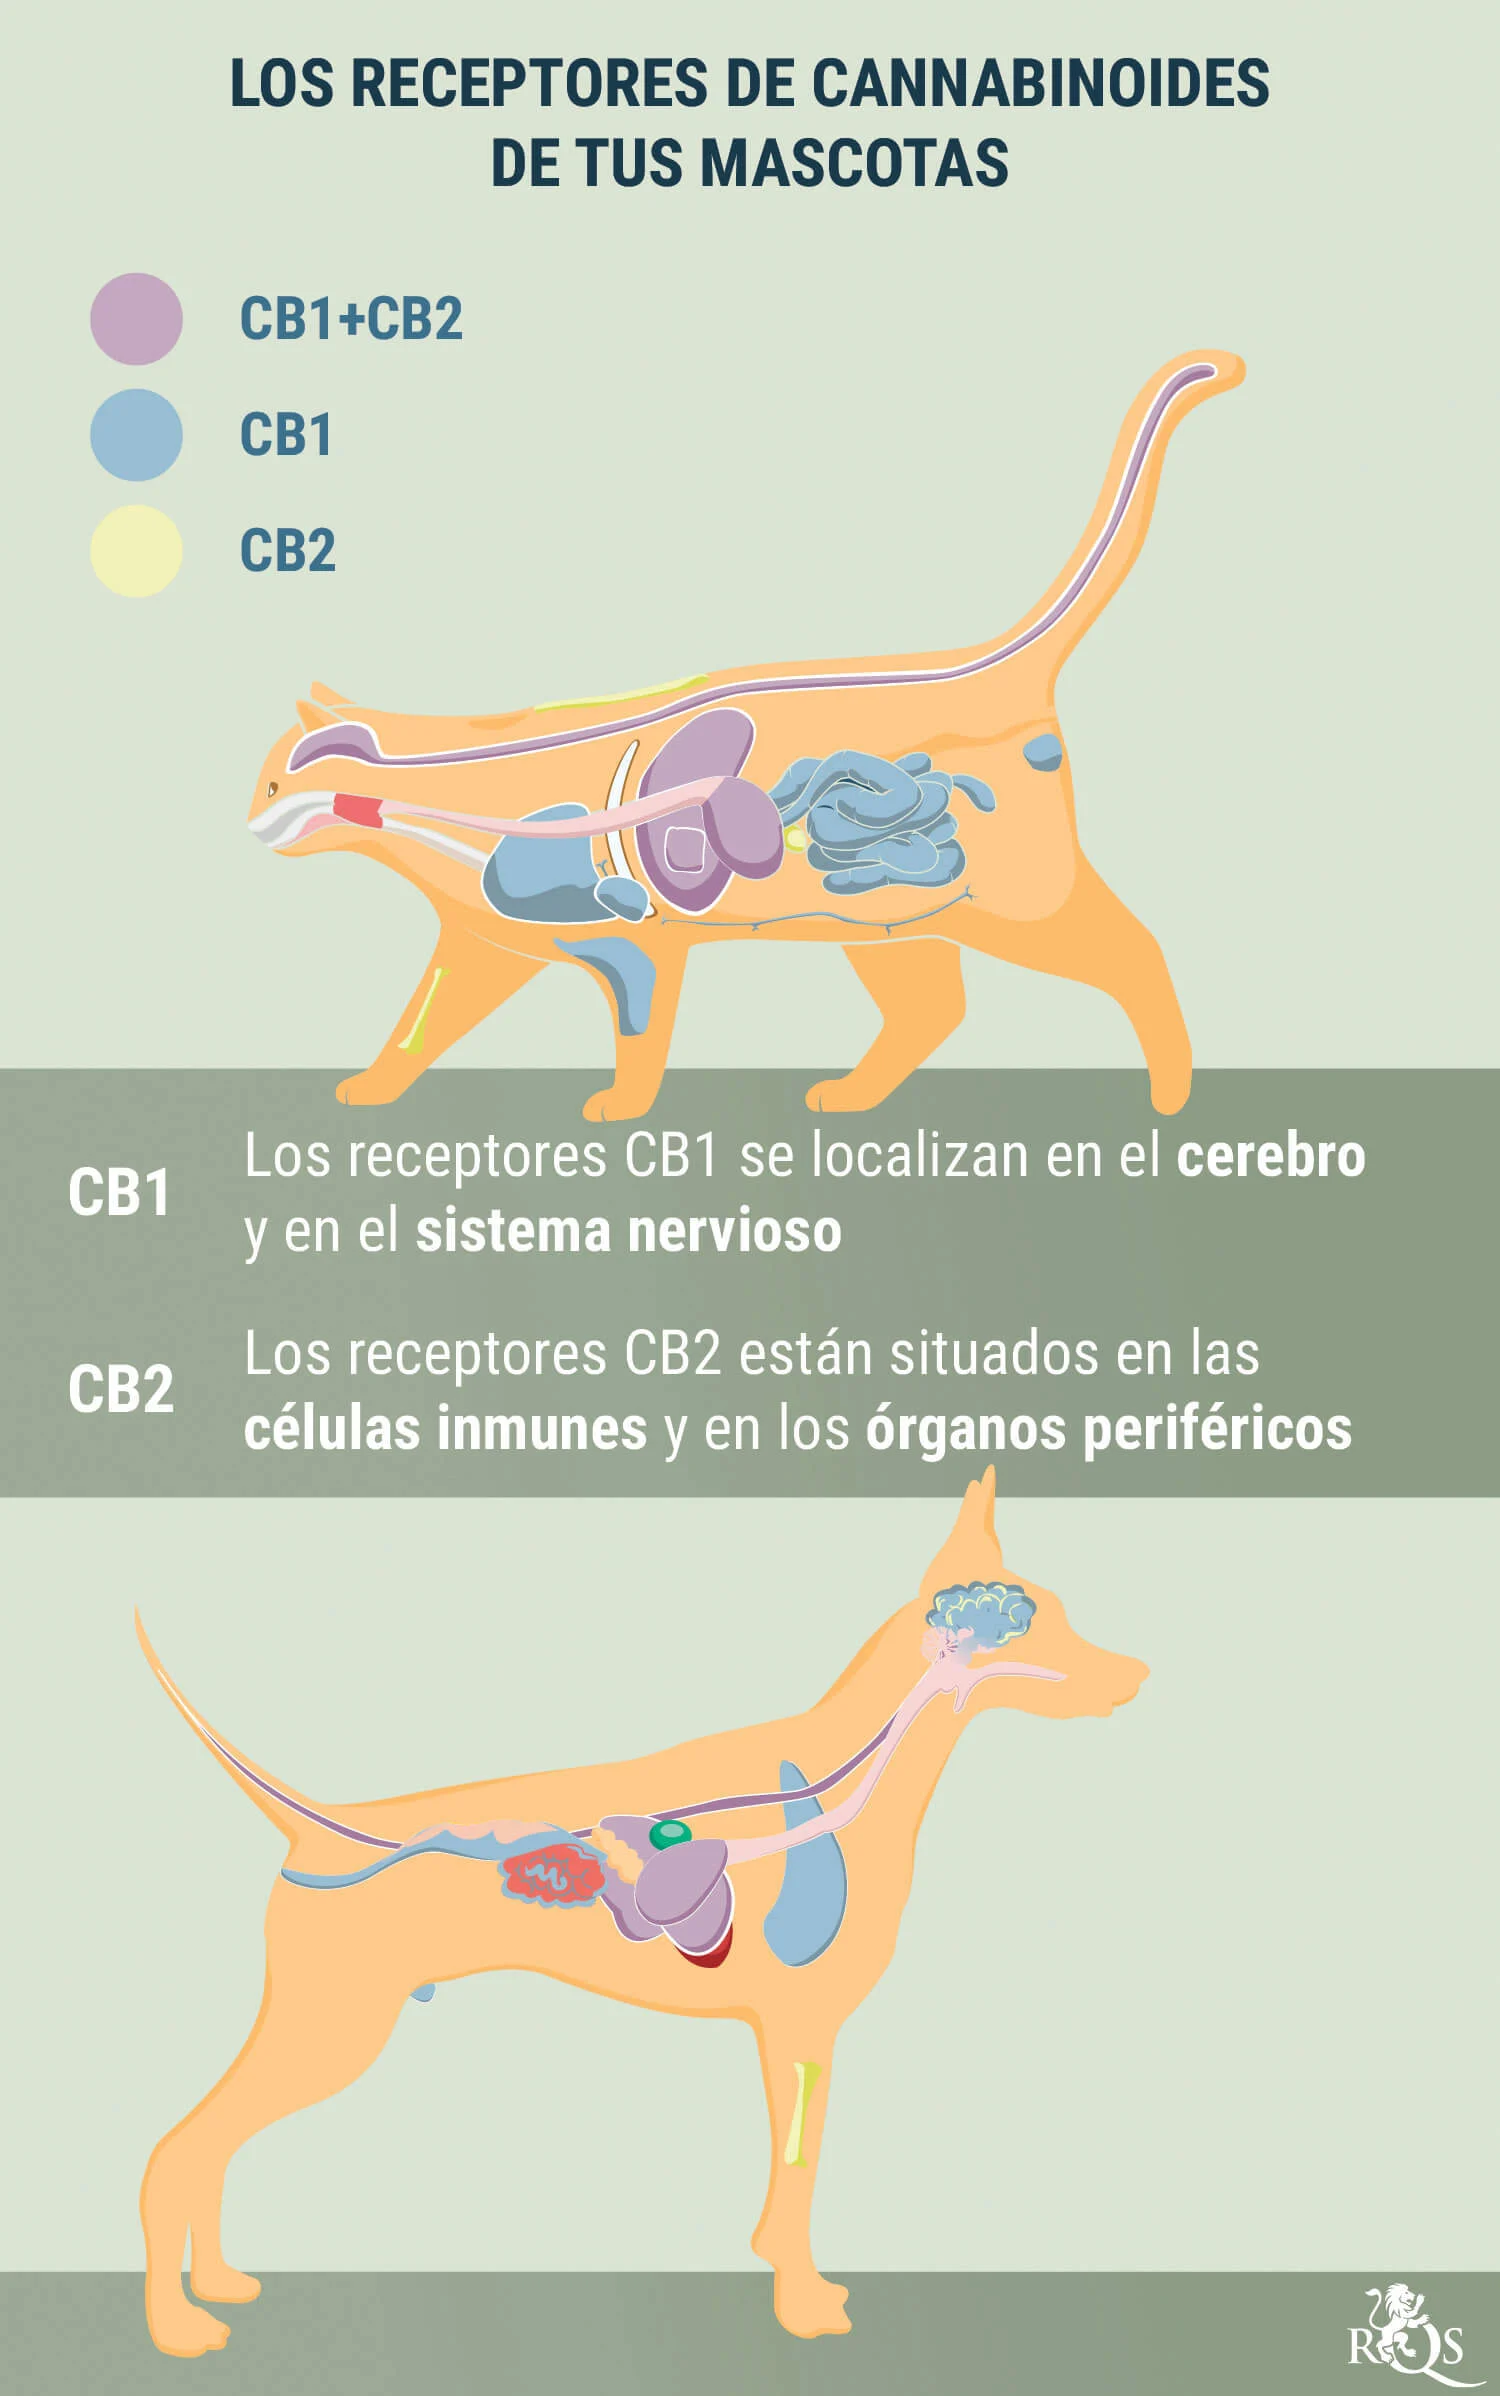 LOS RECEPTORES DE CANNABINOIDES
DE TUS MASCOTAS
CB1+CB2
CB1
CB2
CB1
Los receptores CB1 se localizan en el cerebro
y en el sistema nervioso
CB2
Los receptores CB2 están situados en las
células inmunes y en los órganos periféricos
RQS